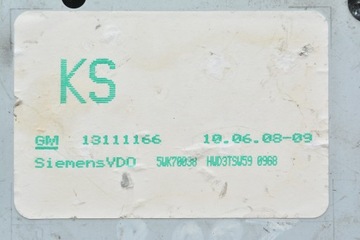 KS
GM 13111166 10.06.08-09
SiemensVDO 5WK70030 HWD3TSW59 0968